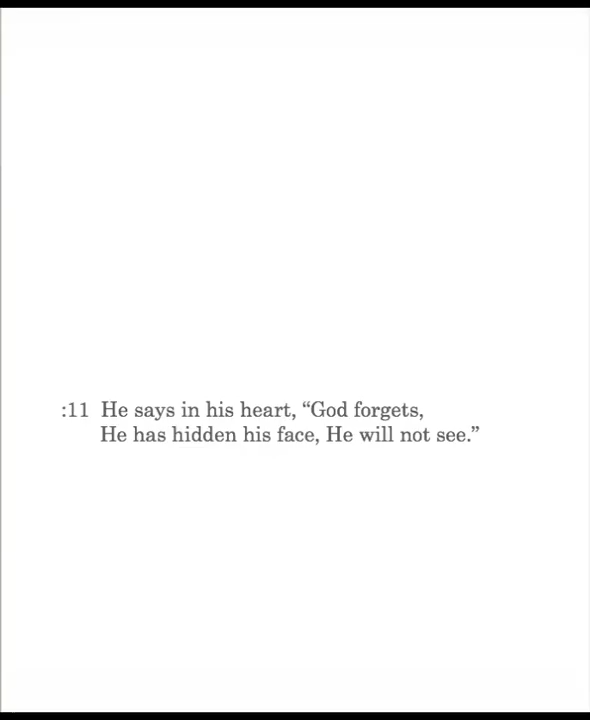 :11 He says in his heart, “God forgets,
He has hidden his face, He will not see.”